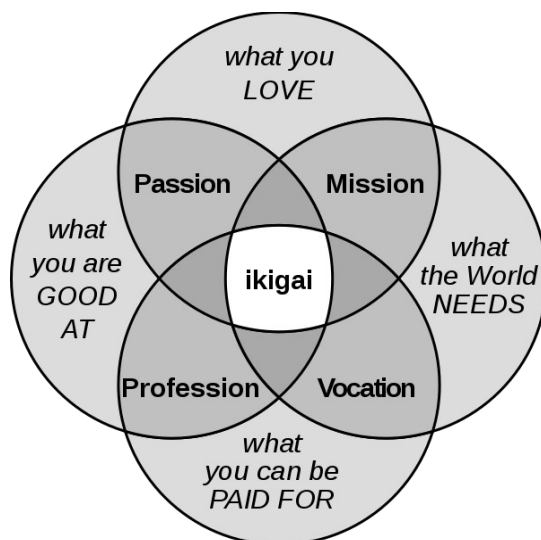 what you
LOVE
Passion
Mission
what
you are
GOOD
AT
ikigai
what
the World
NEEDS
Profession
Vocation
what
you can be
PAID FOR